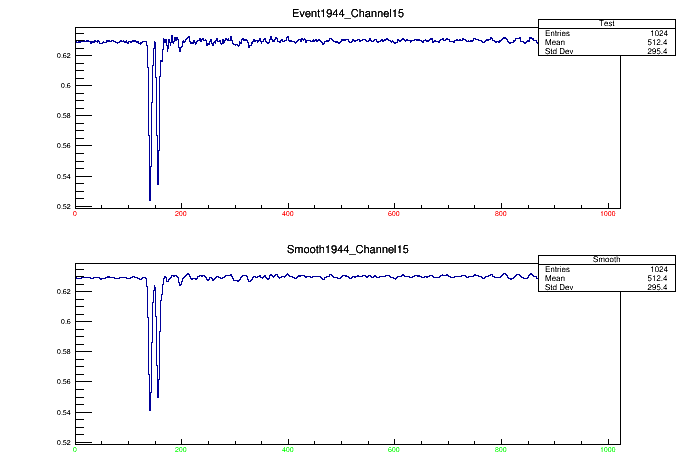 Event1944_Channel15
Test
Entries 1024
Mean 512.4
Std Dev 295.4
0.62
0.6
0.58
0.56
0.54
0.52
0 200 400 600 800 1000
Smooth1944_Channel15
Smooth
Entries 1024
Mean 512.4
Std Dev 295.4
0.62
0.6
0.58
0.56
0.54
0.52
0 200 400 600 800 1000